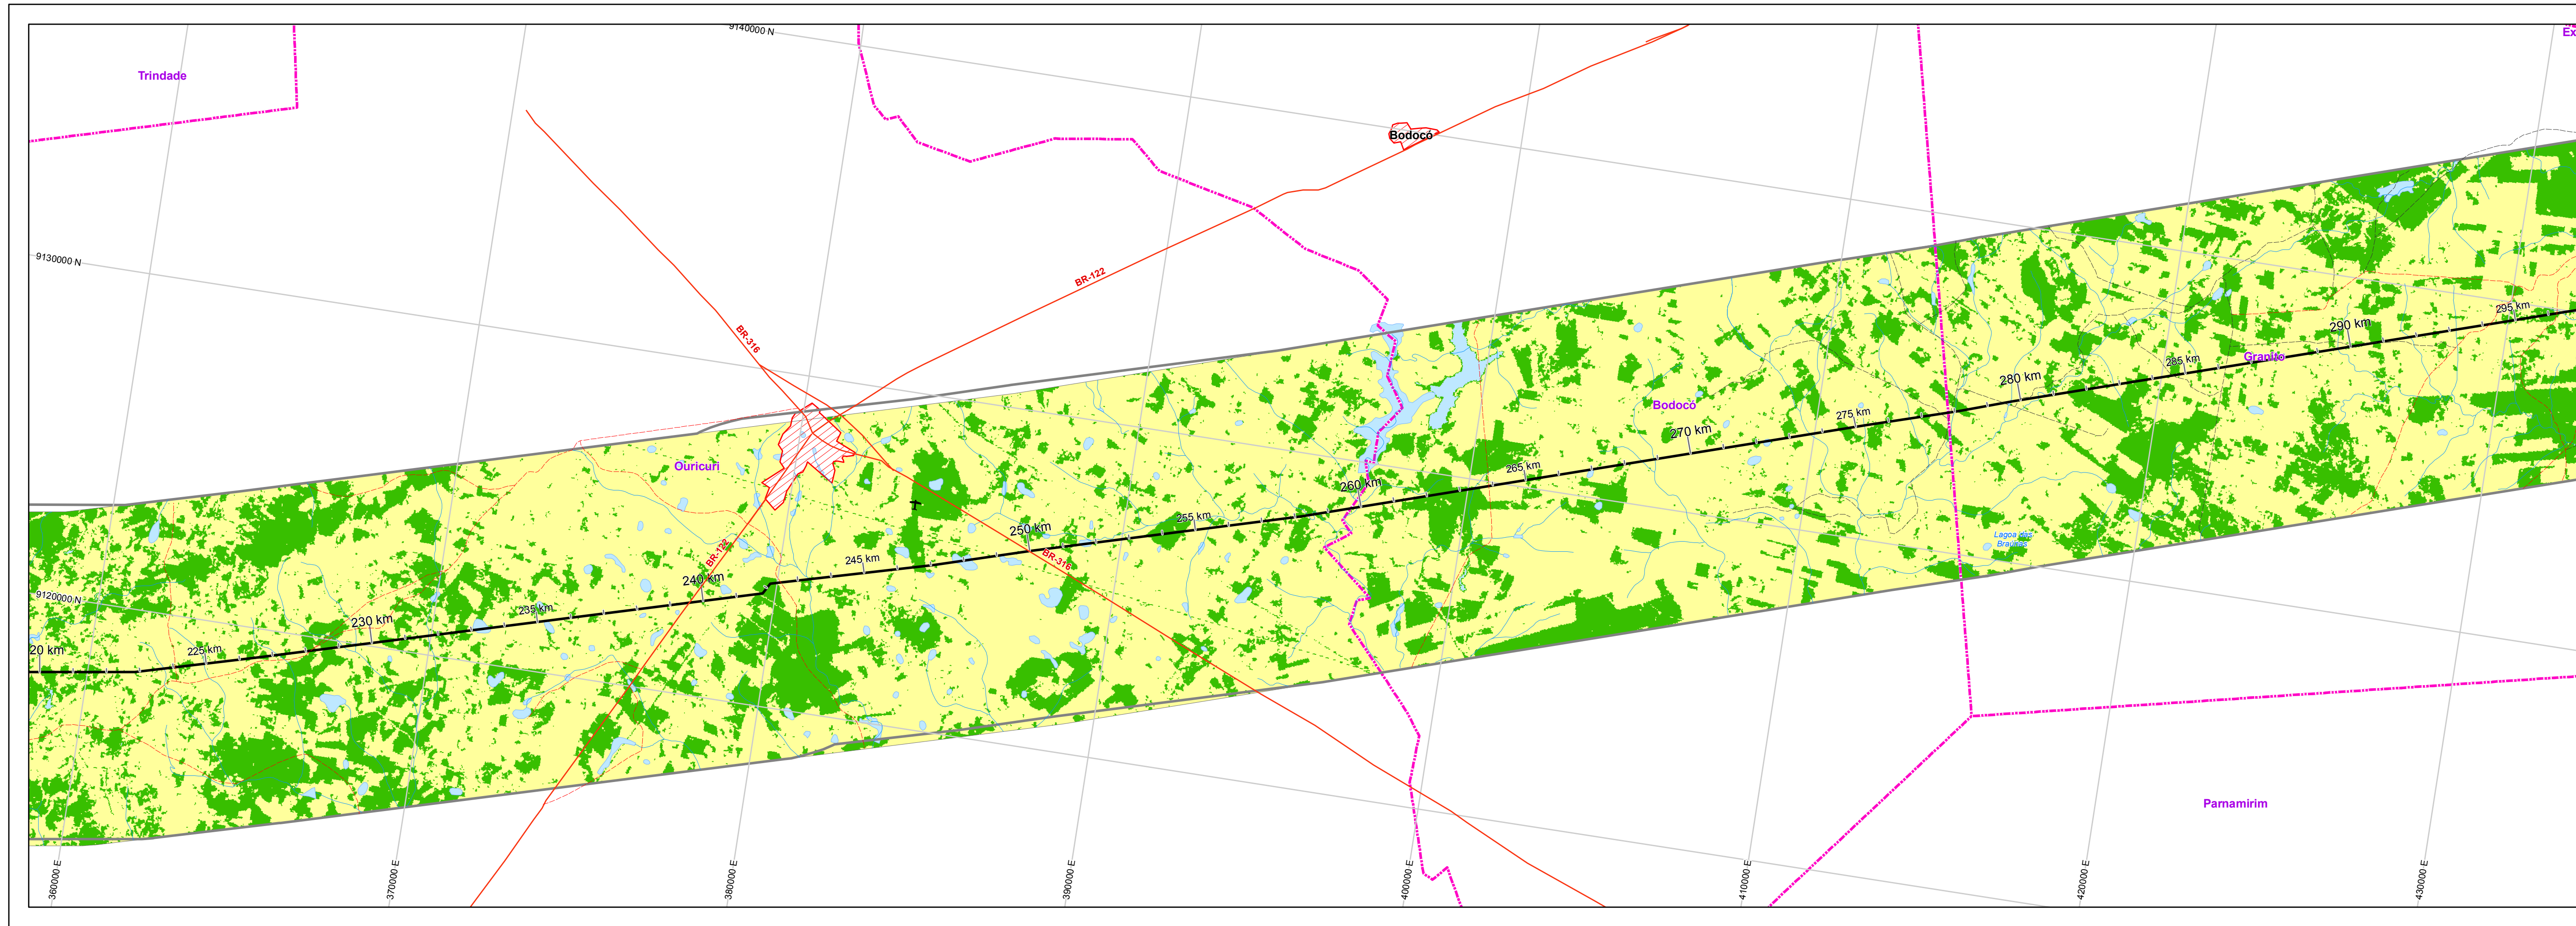 9140000 N
Ex
Trindade
Bodocó
9130000 N
BR-122
BR-316
295 km
290 km
Granito
285 km
280 km
Bodocó
275 km
270 km
Ouricuri
265 km
260 km
255 km
250 km
Lagoa das
Braúnas
BR-122
BR-316
245 km
240 km
9120000 N
235 km
230 km
225 km
20 km
Parnamirim
360000 E
370000 E
380000 E
390000 E
400000 E
410000 E
420000 E
430000 E